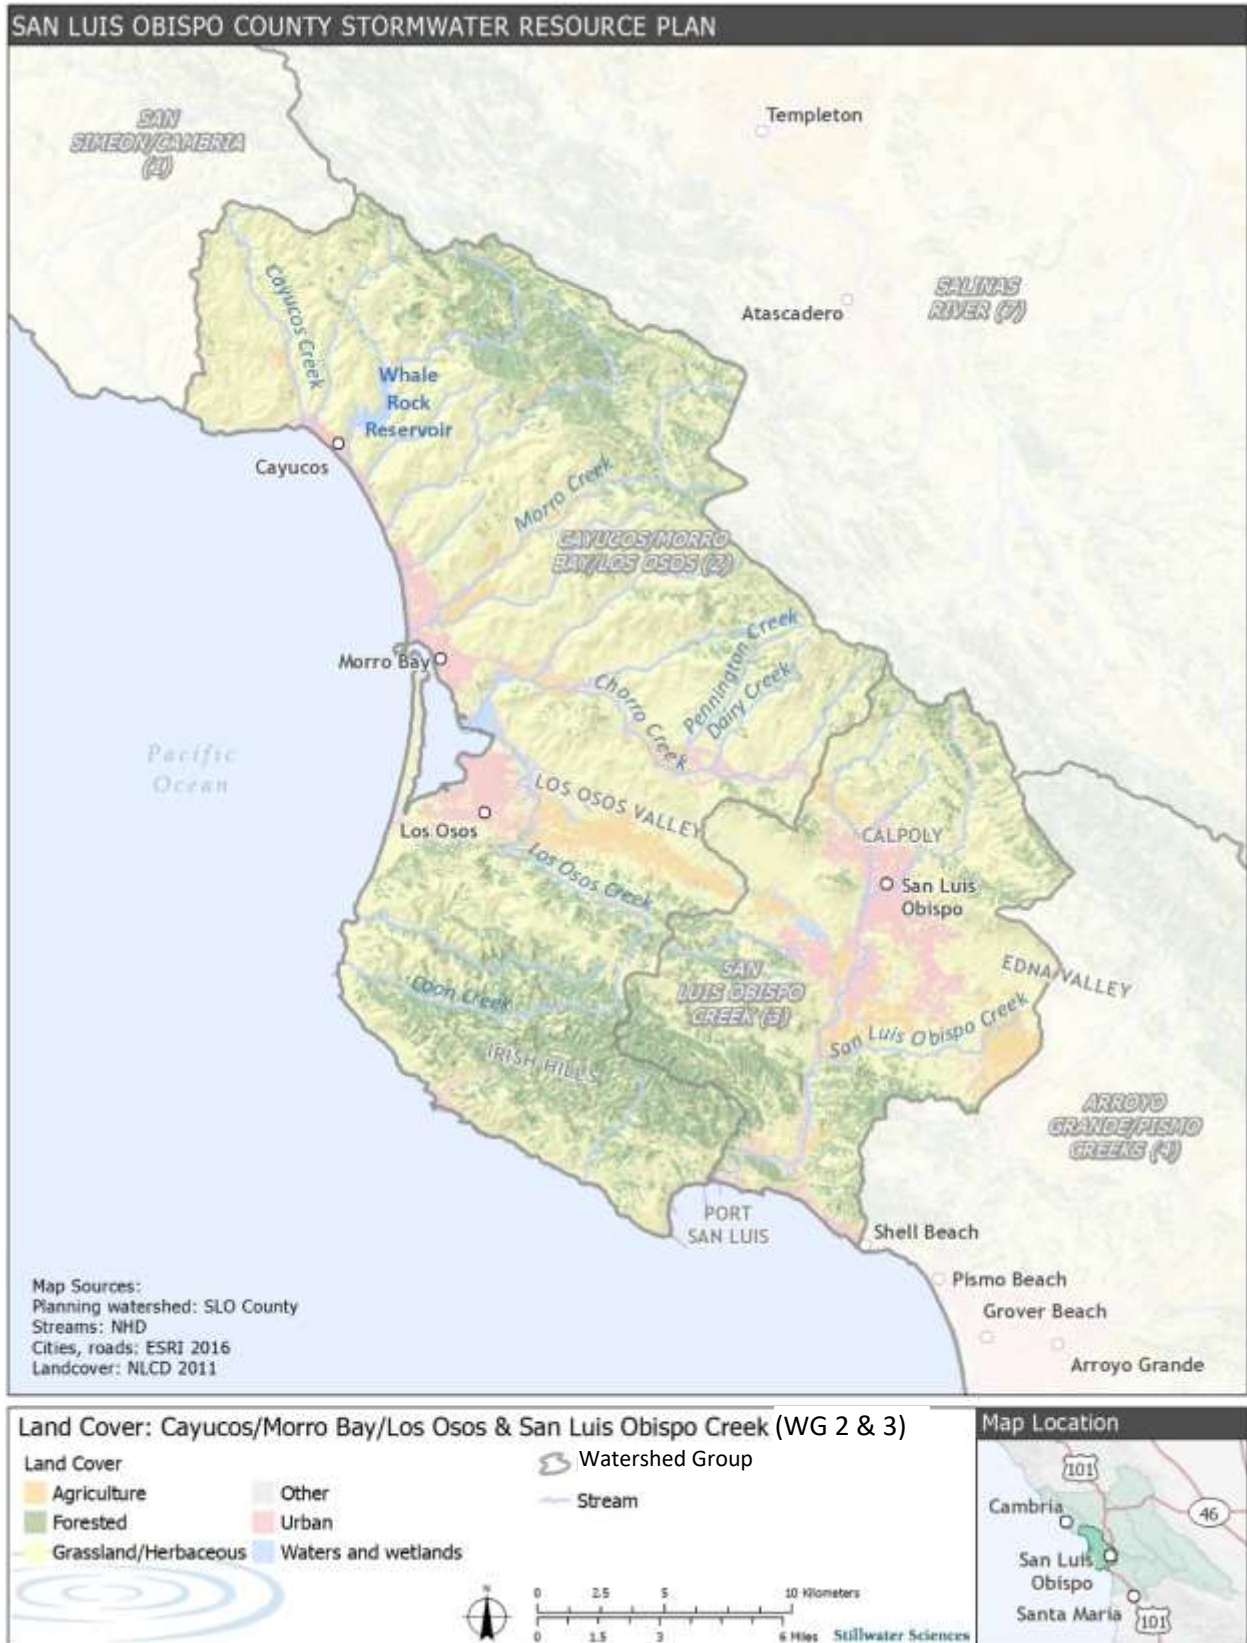 SAN LUIS OBISPO COUNTY STORMWATER RESOURCE PLAN
SAN
SIMEON/CAMBRIA
(1)
Templeton
SALINAS
RIVER (7)
Atascadero
Cayucos Creek
Whale
Rock
Reservoir
Cayucos
Morro Creek
CAYUCOS/MORRO
BAY/LOS OSOS (2)
Morro Bay
Chorro Creek
Pennington Creek
Dairy Creek
Pacific
Ocean
LOS OSOS VALLEY
Los Osos
CALPOLY
Los Osos Creek
San Luis
Obispo
SAN
LUIS OBISPO
CREEK (3)
EDNA VALLEY
Coon Creek
San Luis Obispo Creek
IRISH HILLS
ARROYO
GRANDE/PISMO
CREEKS (4)
PORT
SAN LUIS
Shell Beach
Pismo Beach
Grover Beach
Arroyo Grande
Map Sources:
Planning watershed: SLO County
Streams: NHD
Cities, roads: ESRI 2016
Landcover: NLCD 2011
Land Cover: Cayucos/Morro Bay/Los Osos & San Luis Obispo Creek (WG 2 & 3)
Land Cover
Agriculture
Forested
Grassland/Herbaceous
Other
Urban
Waters and wetlands
Watershed Group
Stream
N
0 2.5 5 10 Kilometers
0 1.5 3 6 Miles
Stillwater Sciences
Map Location
101
Cambria
46
San Luis
Obispo
Santa Maria
101